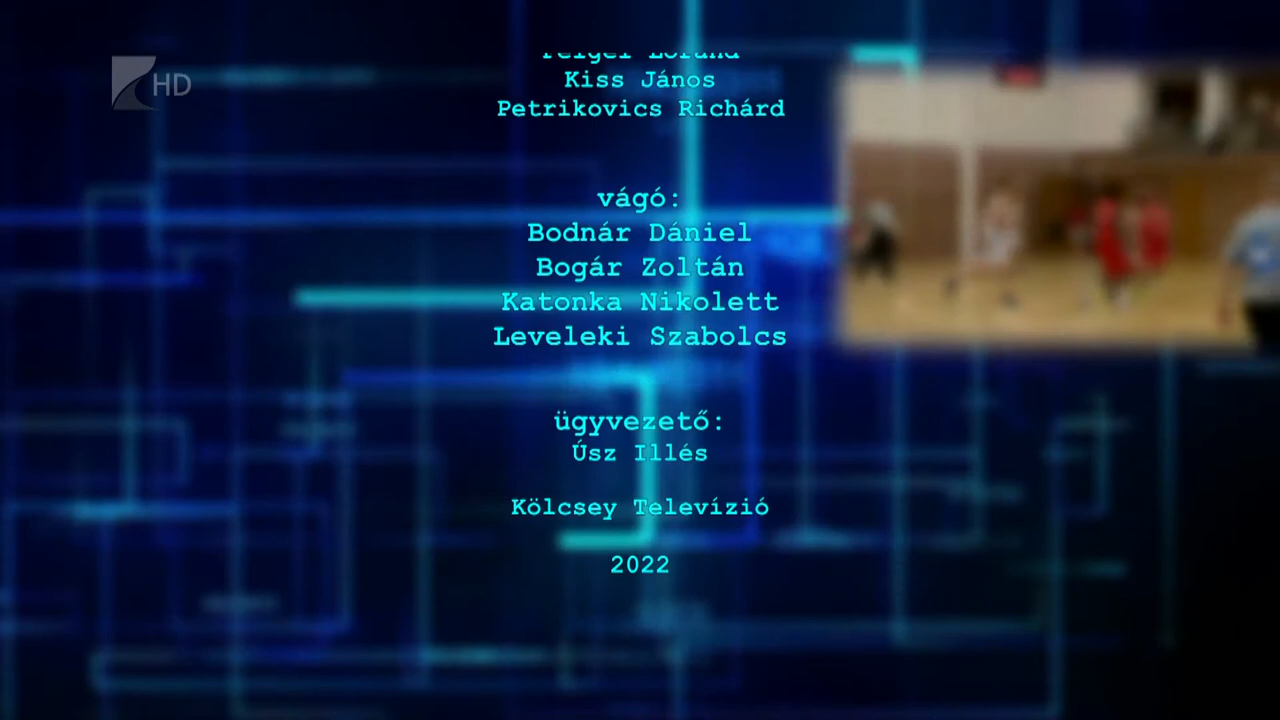 HD
Kiss János
Petrikovics Richárd
vágó:
Bodnár Dániel
Bogár Zoltán
Katonka Nikolett
Leveleki Szabolcs
ügyvezető:
Úsz Illés
Kölcsey Televízió
2022